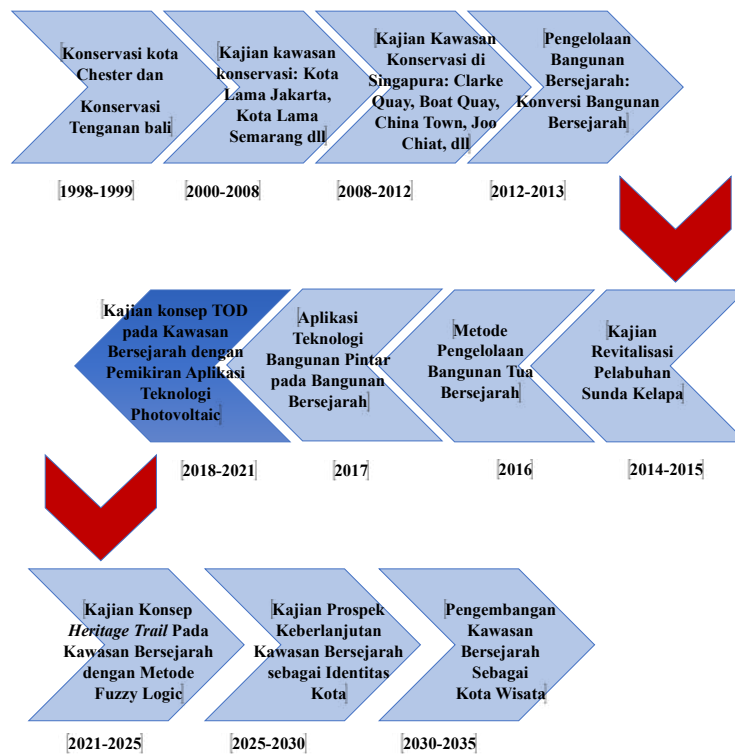 Konservasi kota
Chester dan
Konservasi
Tenganan bali
Kajian kawasan
konservasi: Kota
Lama Jakarta,
Kota Lama
Semarang dll
Kajian Kawasan
Konservasi di
Singapura: Clarke
Quay, Boat Quay,
China Town, Joo
Chiat, dll
Pengelolaan
Bangunan
Bersejarah:
Konversi Bangunan
Bersejarah
1998-1999
2000-2008
2008-2012
2012-2013
Kajian
Revitalisasi
Pelabuhan
Sunda Kelapa
Metode
Pengelolaan
Bangunan Tua
Bersejarah
Aplikasi
Teknologi
Bangunan Pintar
pada Bangunan
Bersejarah
Kajian konsep TOD
pada Kawasan
Bersejarah dengan
Pemikiran Aplikasi
Teknologi
Photovoltaic
2014-2015
2016
2017
2018-2021
Kajian Konsep
Heritage Trail Pada
Kawasan Bersejarah
dengan Metode
Fuzzy Logic
Kajian Prospek
Keberlanjutan
Kawasan Bersejarah
sebagai Identitas
Kota
Pengembangan
Kawasan
Bersejarah
Sebagai
Kota Wisata
2021-2025
2025-2030
2030-2035